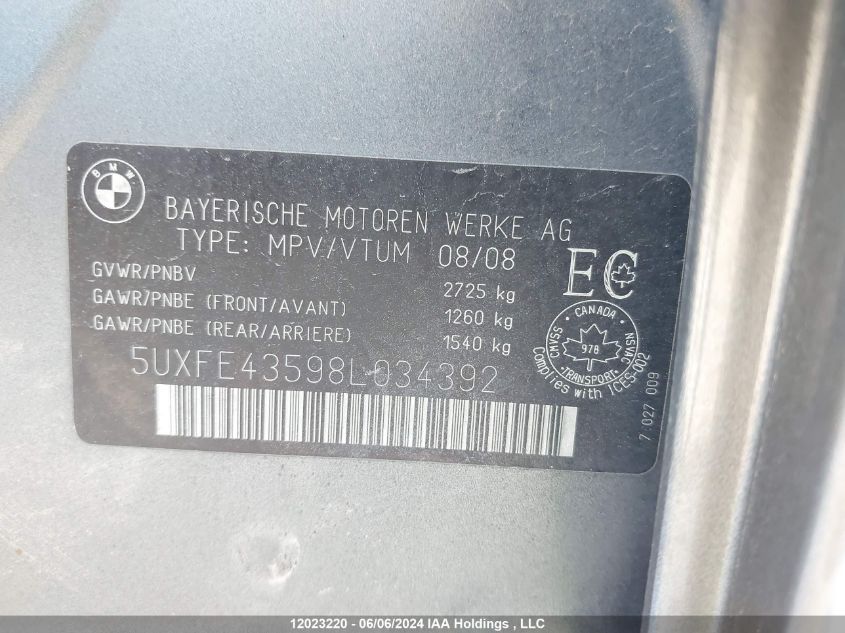 BMW
BAYERISCHE MOTOREN WERKE AG
TYPE: MPV/VTUM 08/08
GVWR/PNBV 2725 kg
GAWR/PNBE (FRONT/AVANT) 1260 kg
GAWR/PNBE (REAR/ARRIERE) 1540 kg
5UXFE43598L034392
EC
CANADA
CMVSS
NSVAC
978
TRANSPORT
Complies with ICES-002
7 027 009
12023220 - 06/06/2024 IAA Holdings , LLC